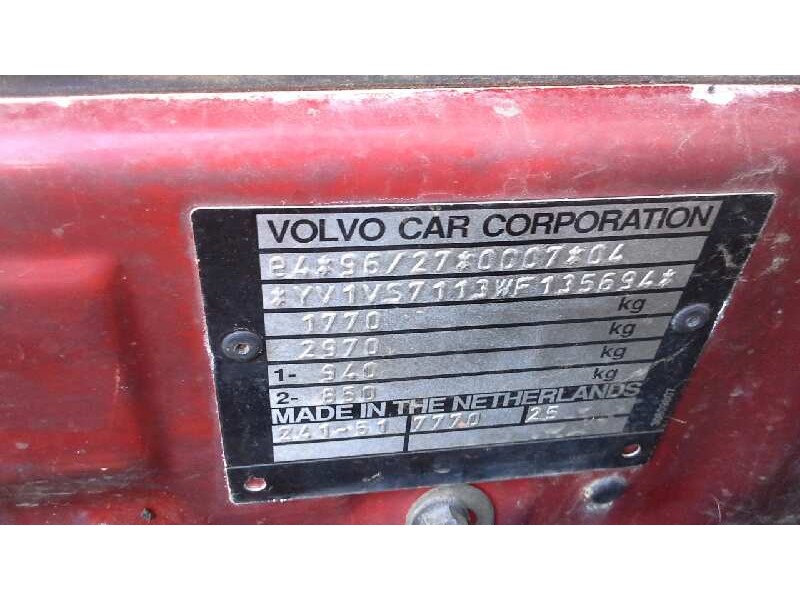 VOLVO CAR CORPORATION
e4*96/27*0007*04
*YV1VS7113WF135694*
1770 kg
2970 kg
1- 940 kg
2- 850 kg
MADE IN THE NETHERLANDS
241-51 7770 25